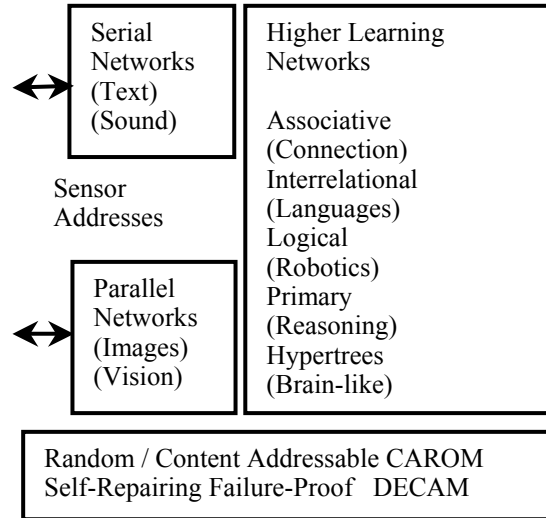 Serial
Networks
(Text)
(Sound)
Sensor
Addresses
Parallel
Networks
(Images)
(Vision)
Higher Learning
Networks
Associative
(Connection)
Interrelational
(Languages)
Logical
(Robotics)
Primary
(Reasoning)
Hypertrees
(Brain-like)
Random / Content Addressable CAROM
Self-Repairing Failure-Proof DECAM